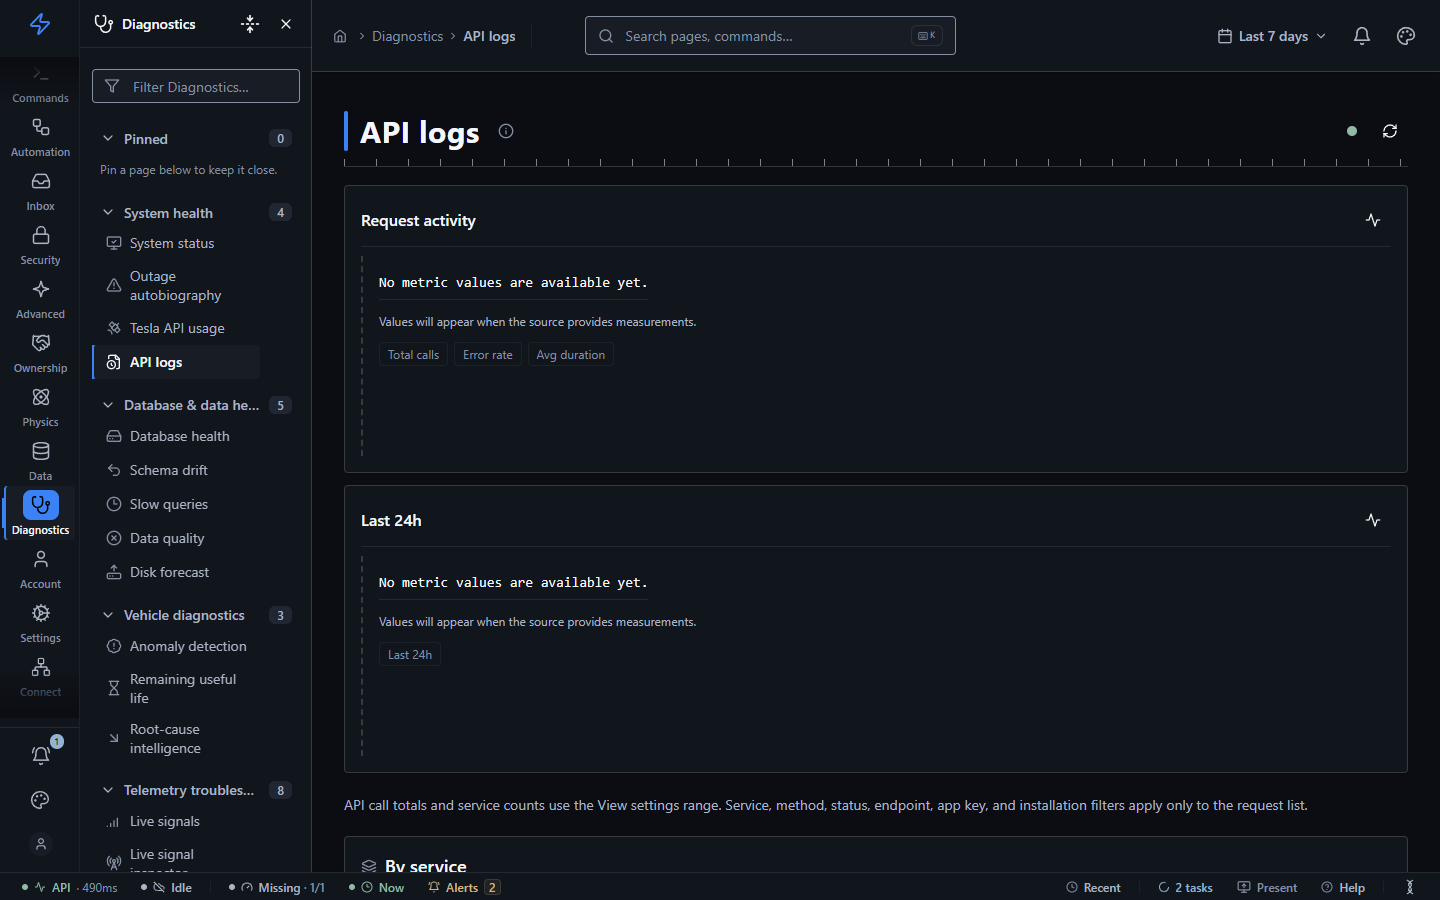 Commands
Automation
Inbox
Security
Advanced
Ownership
Physics
Data
Diagnostics
Account
Settings
Connect
1
Diagnostics
Filter Diagnostics...
Pinned 0
Pin a page below to keep it close.
System health 4
System status
Outage
autobiography
Tesla API usage
API logs
Database & data he... 5
Database health
Schema drift
Slow queries
Data quality
Disk forecast
Vehicle diagnostics 3
Anomaly detection
Remaining useful
life
Root-cause
intelligence
Telemetry troubles... 8
Live signals
Live signal
inspector
Diagnostics > API logs
Search pages, commands... K
Last 7 days
API logs
Request activity
No metric values are available yet.
Values will appear when the source provides measurements.
Total calls Error rate Avg duration
Last 24h
No metric values are available yet.
Values will appear when the source provides measurements.
Last 24h
API call totals and service counts use the View settings range. Service, method, status, endpoint, app key, and installation filters apply only to the request list.
By service
API · 490ms Idle Missing · 1/1 Now Alerts 2 Recent 2 tasks Present Help